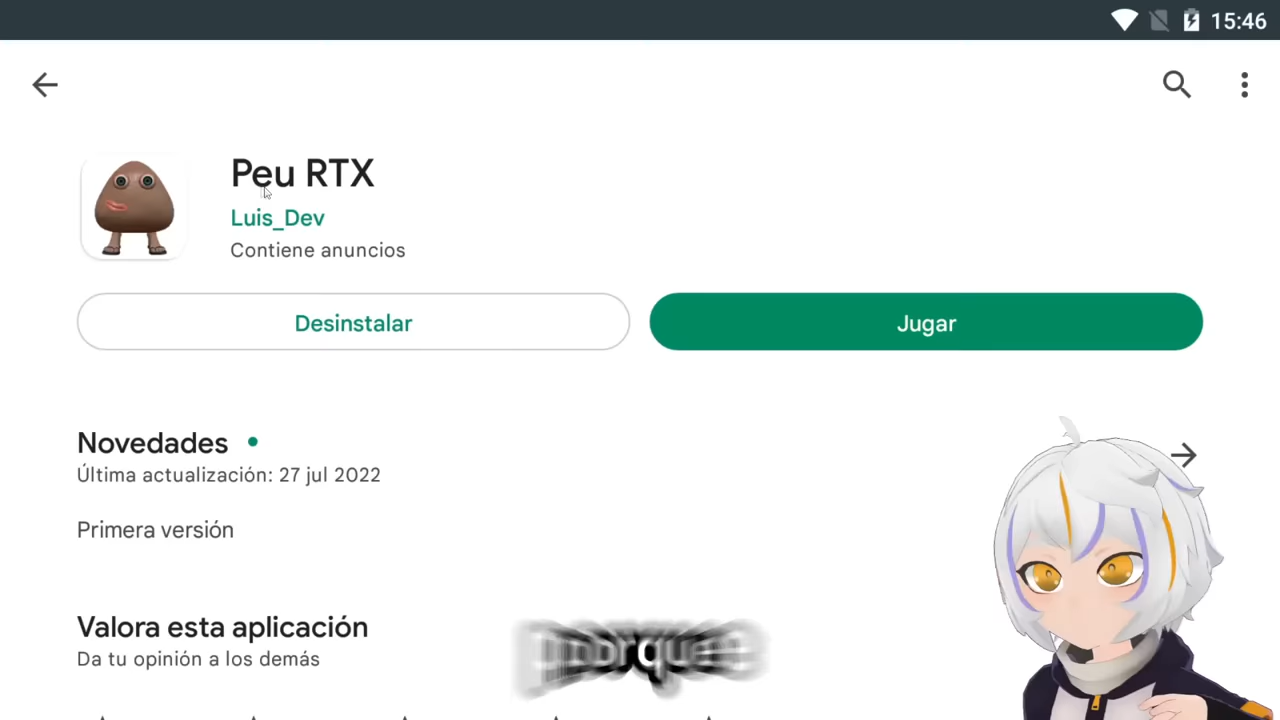 15:46
Peu RTX
Luis_Dev
Contiene anuncios
Desinstalar
Jugar
Novedades
Última actualización: 27 jul 2022
Primera versión
Valora esta aplicación
Da tu opinión a los demás
porque